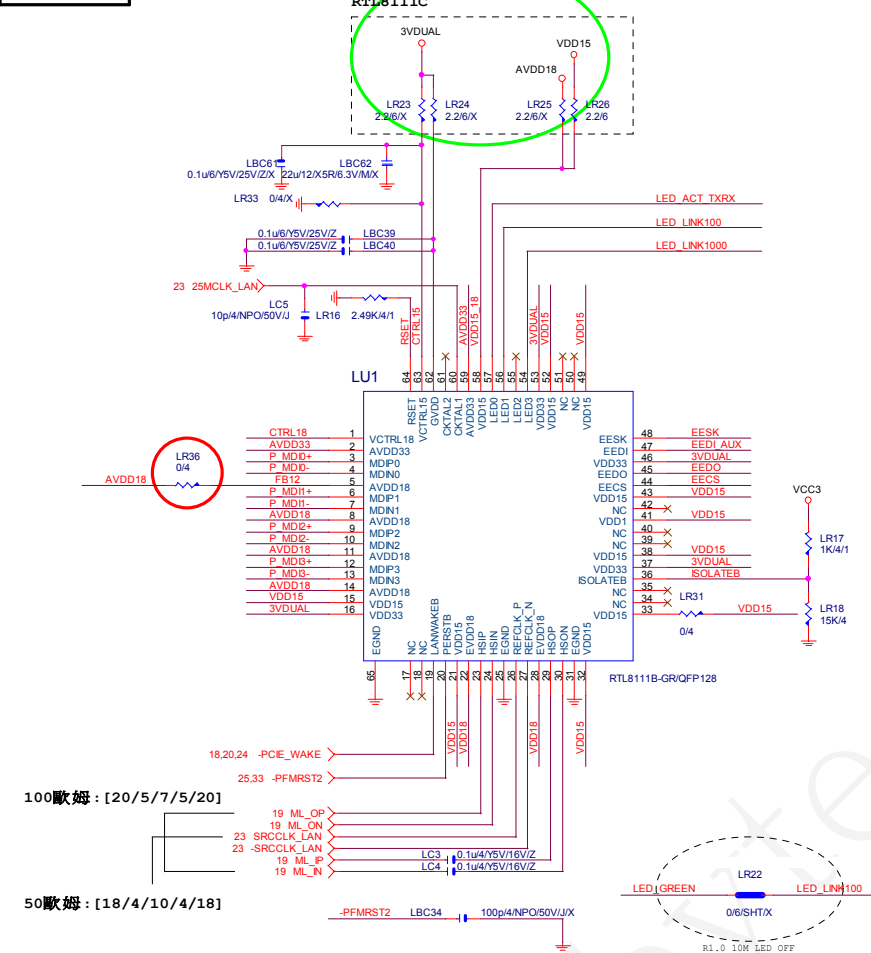 RTL8111C
3VDUAL
VDD15
AVDD18
LR23
2.2/6/X
LR24
2.2/6/X
LR25
2.2/6/X
LR26
2.2/6
LBC61
0.1u/6/Y5V/25V/Z/X
LBC62
22u/12/X5R/6.3V/M/X
LR33 0/4/X
LED_ACT_TXRX
LED_LINK100
LED_LINK1000
0.1u/6/Y5V/25V/Z LBC39
0.1u/6/Y5V/25V/Z LBC40
23 25MCLK_LAN
LC5
10p/4/NPO/50V/J
LR16 2.49K/4/1
RSET
CTRL15
AVDD33
VDD15_18
3VDUAL
VDD15
VDD15
LU1
64 63 62 61 60 59 58 57 56 55 54 53 52 51 50 49
RSET
VCTRL15
GVDD
CKTAL2
CKTAL1
AVDD33
VDD15
LED0
LED1
LED2
LED3
VDD33
VDD15
NC
NC
VDD15
CTRL18 1 VCTRL18
AVDD33 2 AVDD33
P_MDI0+ 3 MDIP0
P_MDI0- 4 MDIN0
FB12 5 AVDD18
P_MDI1+ 6 MDIP1
P_MDI1- 7 MDIN1
AVDD18 8 AVDD18
P_MDI2+ 9 MDIP2
P_MDI2- 10 MDIN2
AVDD18 11 AVDD18
P_MDI3+ 12 MDIP3
P_MDI3- 13 MDIN3
AVDD18 14 AVDD18
VDD15 15 VDD15
3VDUAL 16 VDD33
AVDD18
LR36
0/4
EESK 48 EESK
EEDI 47 EEDI_AUX
VDD33 46 3VDUAL
EEDO 45 EEDO
EECS 44 EECS
VDD15 43 VDD15
NC 42
VDD1 41 VDD15
NC 40
NC 39
VDD15 38 VDD15
VDD33 37 3VDUAL
ISOLATEB 36 ISOLATEB
NC 35
NC 34
VDD15 33
LR31
0/4
VDD15
VCC3
LR17
1K/4/1
LR18
15K/4
EGND
NC
NC
LANWAKEB
PERSTB
VDD15
EVDD18
HSIP
HSIN
EGND
REFCLK_P
REFCLK_N
EVDD18
HSOP
HSON
EGND
VDD15
65 17 18 19 20 21 22 23 24 25 26 27 28 29 30 31 32
RTL8111B-GR/QFP128
VDD15
VDD18
VDD18
VDD15
18,20,24 -PCIE_WAKE
25,33 -PFMRST2
100歐姆:[20/5/7/5/20]
19 ML_OP
19 ML_ON
23 SRCCLK_LAN
23 -SRCCLK_LAN
19 ML_IP
19 ML_IN
LC3 0.1u/4/Y5V/16V/Z
LC4 0.1u/4/Y5V/16V/Z
50歐姆:[18/4/10/4/18]
-PFMRST2 LBC34 100p/4/NPO/50V/J/X
LED_GREEN LR22 LED_LINK100
0/6/SHT/X
R1.0 10M LED OFF